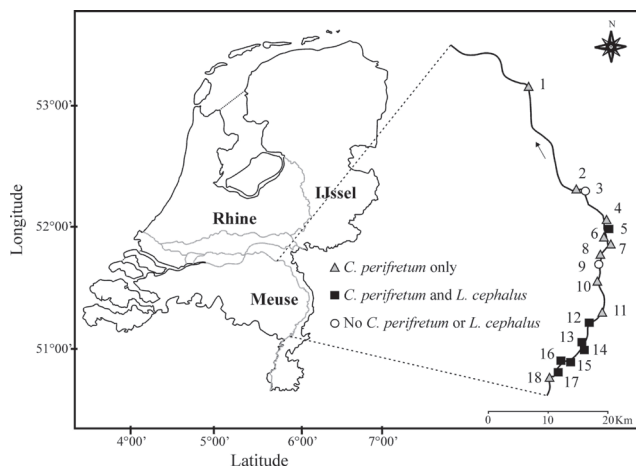 N
53°00'
52°00'
51°00'
Longitude
4°00'
5°00'
6°00'
7°00'
Latitude
Rhine
IJssel
Meuse
C. perifretum only
C. perifretum and L. cephalus
No C. perifretum or L. cephalus
1
2
3
4
5
6
7
8
9
10
11
12
13
14
15
16
17
18
0 10 20 Km